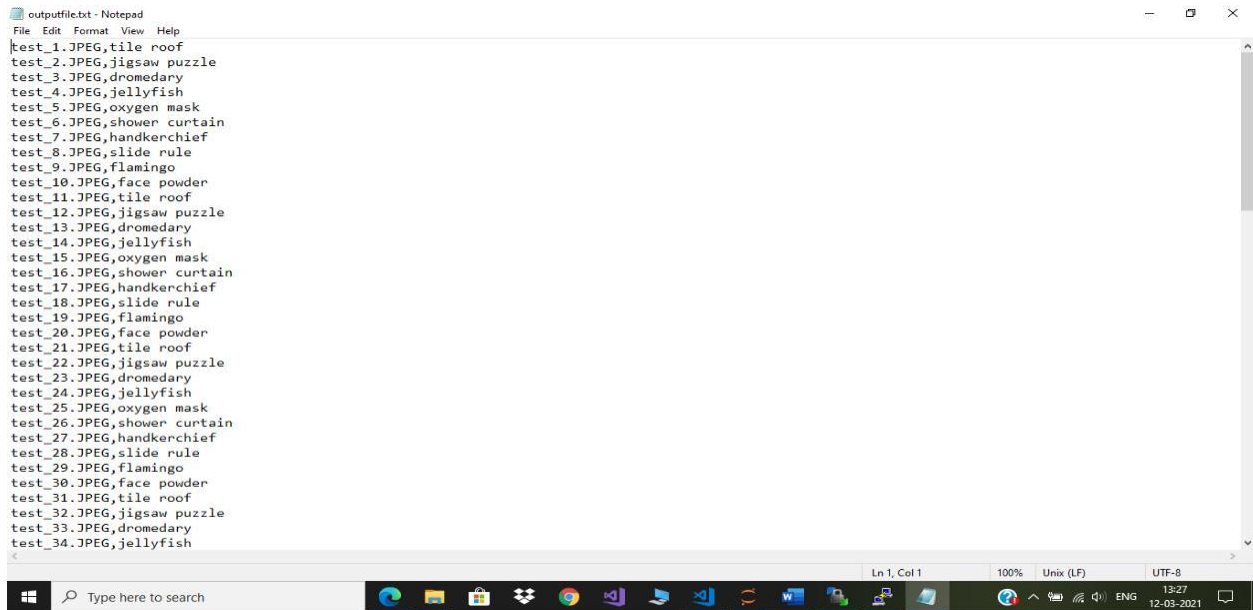 outputfile.txt - Notepad
File Edit Format View Help
test_1.JPEG,tile roof
test_2.JPEG,jigsaw puzzle
test_3.JPEG,dromedary
test_4.JPEG,jellyfish
test_5.JPEG,oxygen mask
test_6.JPEG,shower curtain
test_7.JPEG,handkerchief
test_8.JPEG,slide rule
test_9.JPEG,flamingo
test_10.JPEG,face powder
test_11.JPEG,tile roof
test_12.JPEG,jigsaw puzzle
test_13.JPEG,dromedary
test_14.JPEG,jellyfish
test_15.JPEG,oxygen mask
test_16.JPEG,shower curtain
test_17.JPEG,handkerchief
test_18.JPEG,slide rule
test_19.JPEG,flamingo
test_20.JPEG,face powder
test_21.JPEG,tile roof
test_22.JPEG,jigsaw puzzle
test_23.JPEG,dromedary
test_24.JPEG,jellyfish
test_25.JPEG,oxygen mask
test_26.JPEG,shower curtain
test_27.JPEG,handkerchief
test_28.JPEG,slide rule
test_29.JPEG,flamingo
test_30.JPEG,face powder
test_31.JPEG,tile roof
test_32.JPEG,jigsaw puzzle
test_33.JPEG,dromedary
test_34.JPEG,jellyfish
Ln 1, Col 1 100% Unix (LF) UTF-8
Type here to search
ENG
13:27
12-03-2021